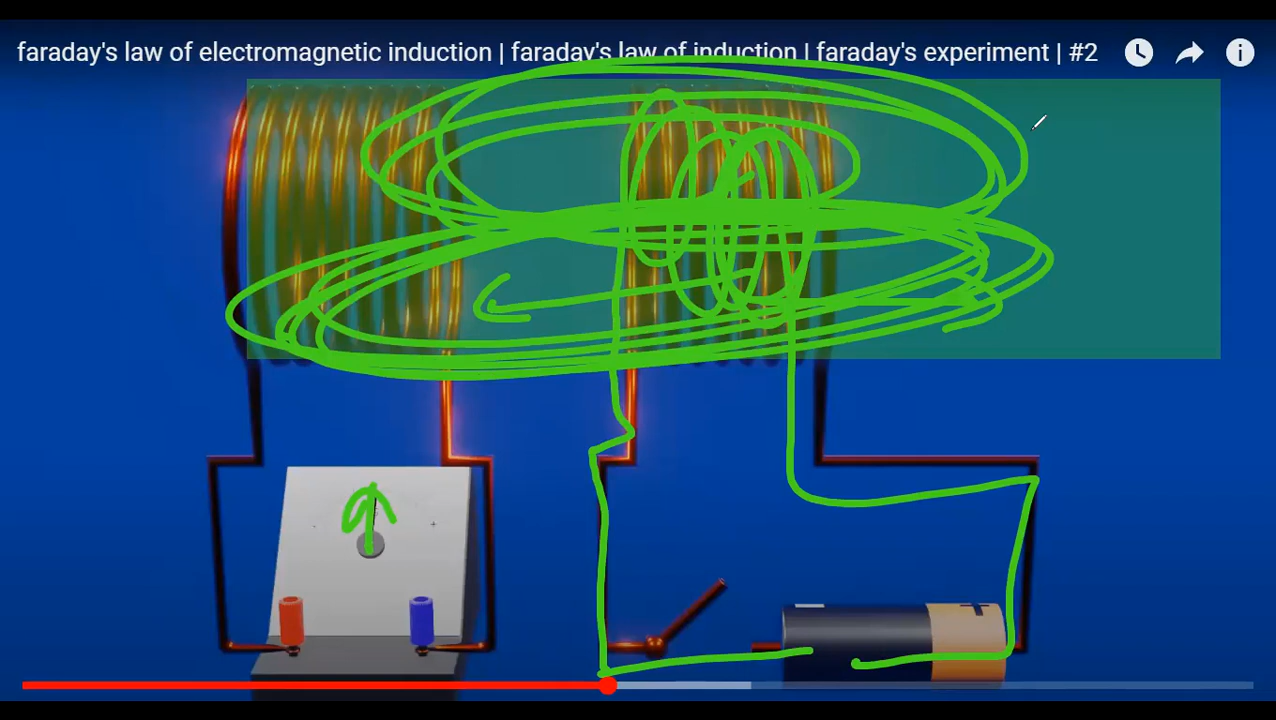 faraday's law of electromagnetic induction | faraday's law of induction | faraday's experiment | #2